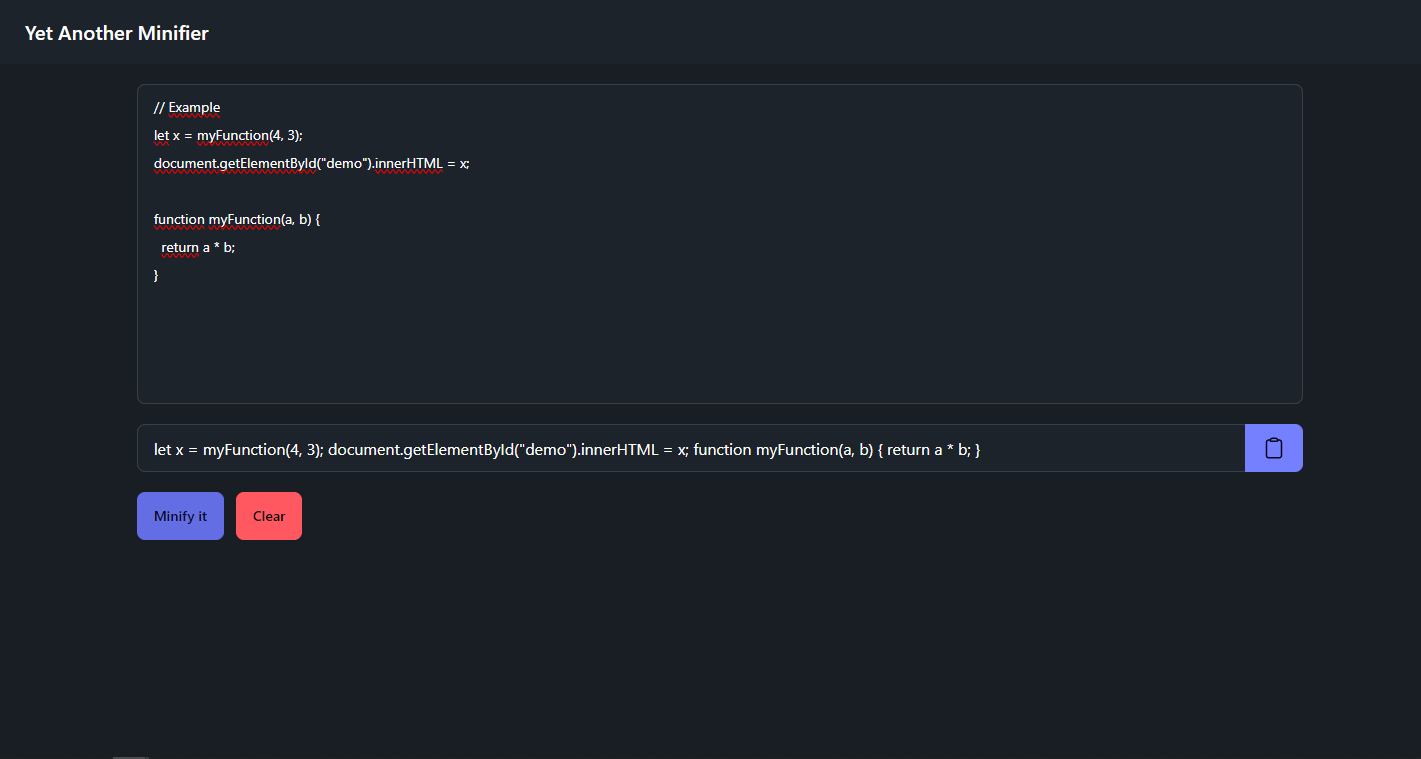 Yet Another Minifier
// Example
let x = myFunction(4, 3);
document.getElementById("demo").innerHTML = x;
function myFunction(a, b) {
  return a * b;
}
let x = myFunction(4, 3); document.getElementById("demo").innerHTML = x; function myFunction(a, b) { return a * b; }
Minify it
Clear